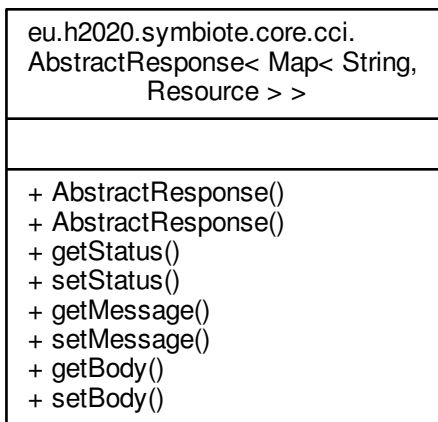 eu.h2020.symbiote.core.cci.
AbstractResponse< Map< String,
Resource > >
+ AbstractResponse()
+ AbstractResponse()
+ getStatus()
+ setStatus()
+ getMessage()
+ setMessage()
+ getBody()
+ setBody()